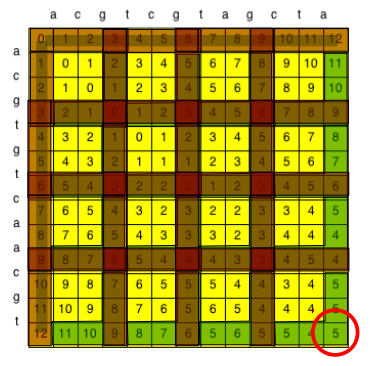 a c g t c g t a g c t a
0 1 2 3 4 5 6 7 8 9 10 11 12
a
1 0 1 2 3 4 5 6 7 8 9 10 11
c
2 1 0 1 2 3 4 5 6 7 8 9 10
g
3 2 1 0 1 2 3 4 5 6 7 8 9
t
4 3 2 1 0 1 2 3 4 5 6 7 8
g
5 4 3 2 1 1 1 2 3 4 5 6 7
t
6 5 4 3 2 2 2 1 2 3 4 5 6
c
7 6 5 4 3 2 3 2 2 3 3 4 5
a
8 7 6 5 4 3 3 3 2 3 4 4 4
a
9 8 7 6 5 4 4 4 3 3 4 5 4
c
10 9 8 7 6 5 5 5 4 4 3 4 5
g
11 10 9 8 7 6 5 6 5 4 4 4 5
t
12 11 10 9 8 7 6 5 6 5 5 4 5